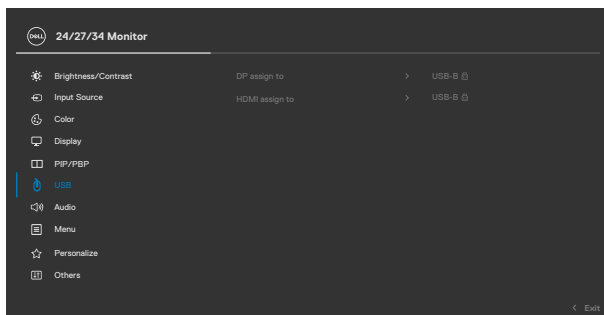 DELL 24/27/34 Monitor
Brightness/Contrast DP assign to > USB-B
Input Source HDMI assign to > USB-B
Color
Display
PIP/PBP
USB
Audio
Menu
Personalize
Others
< Exit